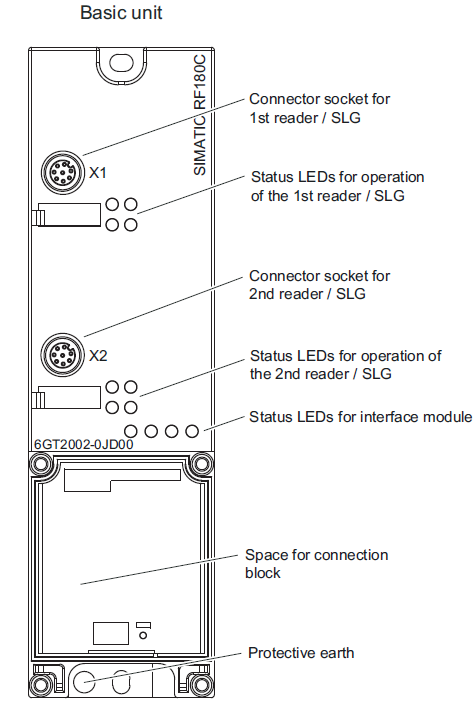 Basic unit
SIMATIC RF180C
Connector socket for
1st reader / SLG
X1
Status LEDs for operation
of the 1st reader / SLG
Connector socket for
2nd reader / SLG
X2
Status LEDs for operation of
the 2nd reader / SLG
Status LEDs for interface module
6GT2002-0JD00
Space for connection
block
Protective earth